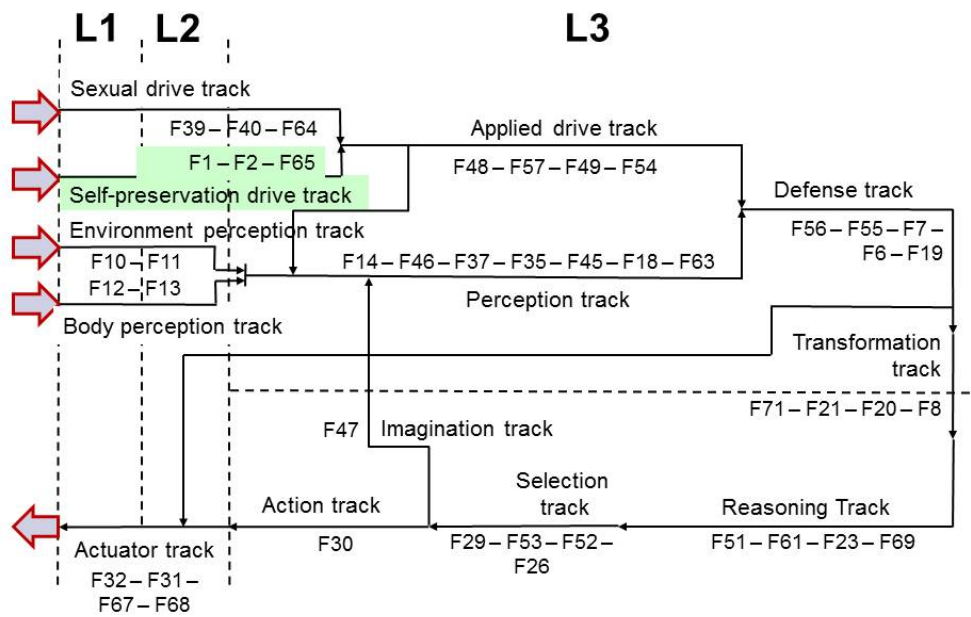 L1 L2 L3
Sexual drive track
F39 – F40 – F64
Applied drive track
F1 – F2 – F65
F48 – F57 – F49 – F54
Self-preservation drive track
Defense track
Environment perception track
F56 – F55 – F7 –
F6 – F19
F10 – F11
F14 – F46 – F37 – F35 – F45 – F18 – F63
F12 – F13
Perception track
Body perception track
Transformation
track
F71 – F21 – F20 – F8
F47
Imagination track
Selection
track
Action track
Reasoning Track
F30
F29 – F53 – F52 –
F26
F51 – F61 – F23 – F69
Actuator track
F32 – F31 –
F67 – F68